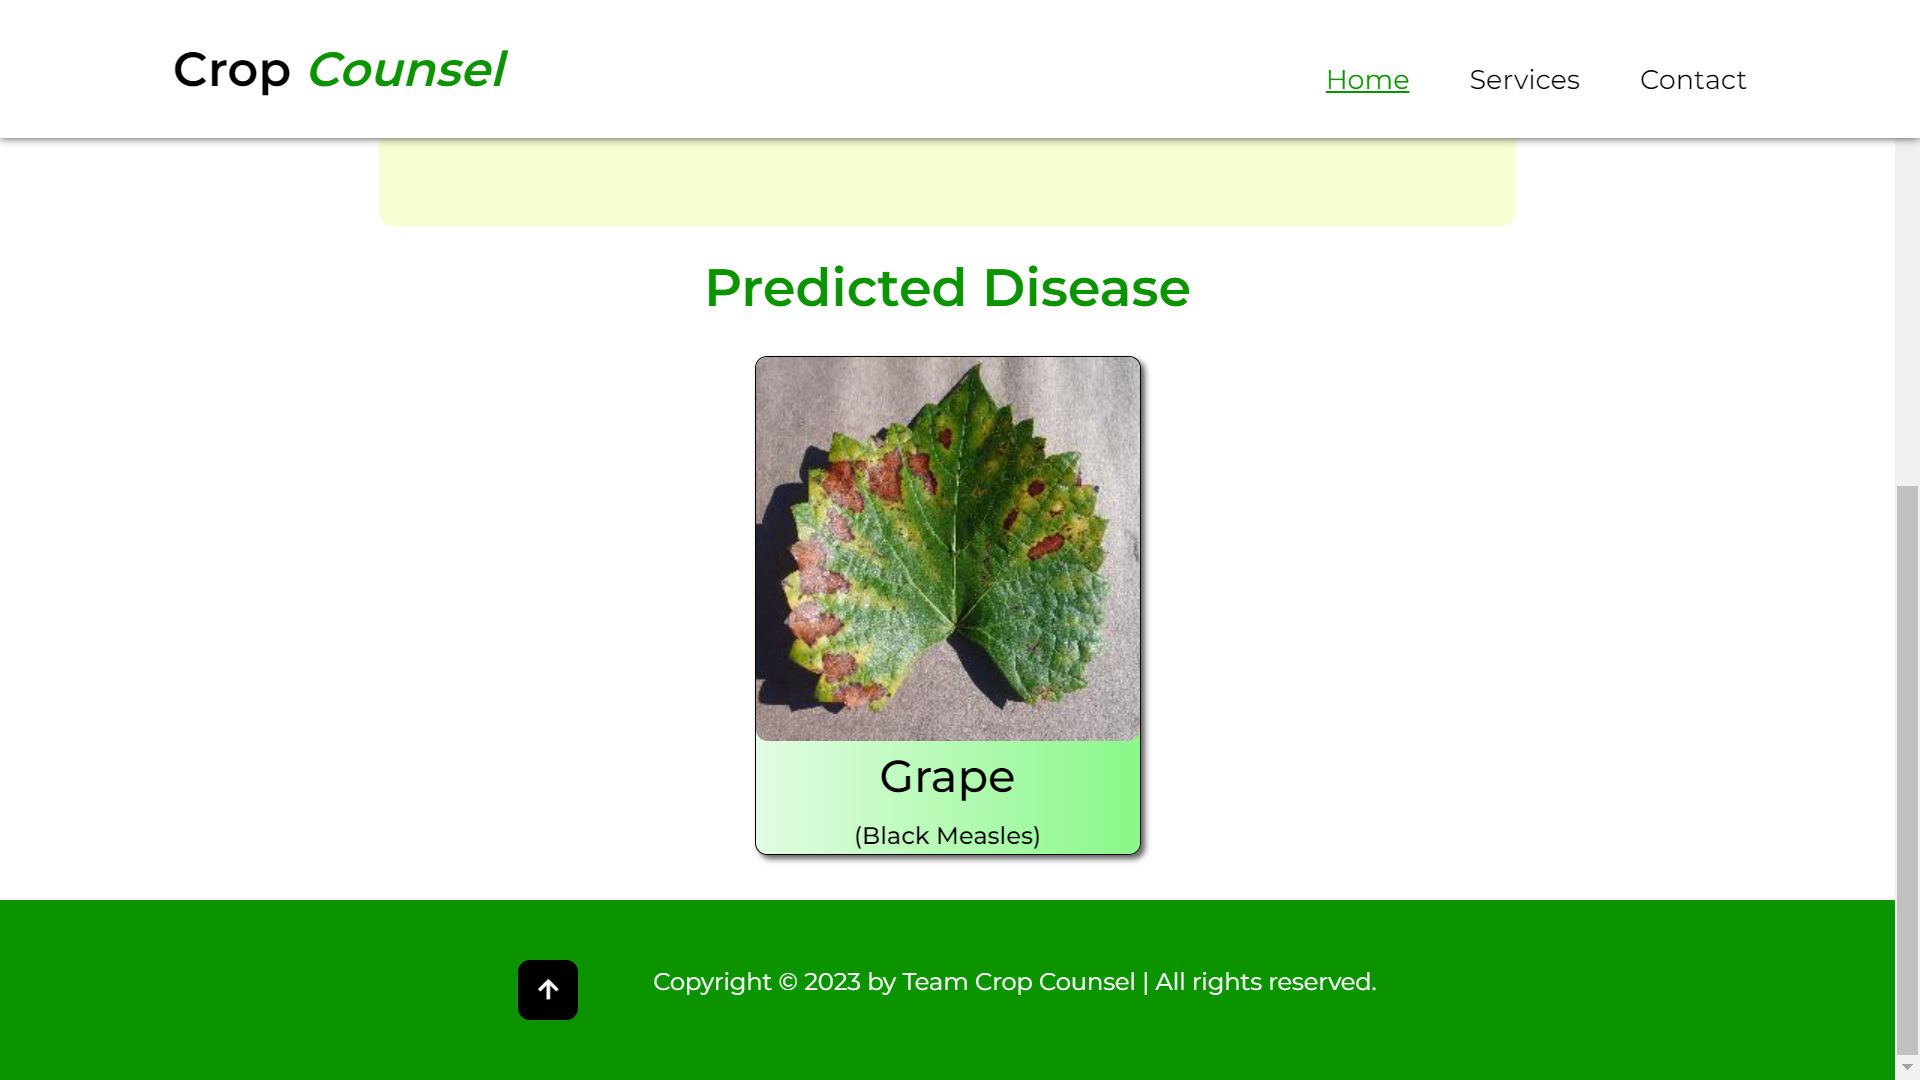 Crop Counsel
Home Services Contact
Predicted Disease
Grape
(Black Measles)
Copyright © 2023 by Team Crop Counsel | All rights reserved.